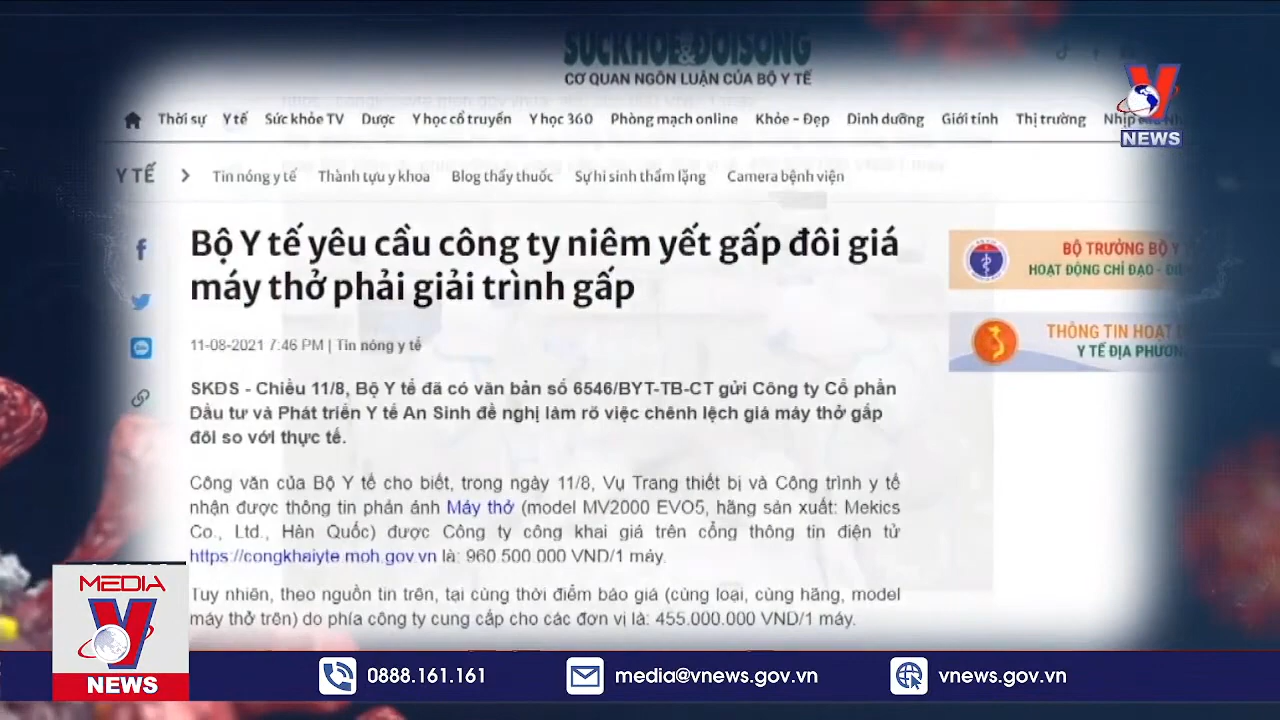 SUCKHOE&ĐOISONG
CƠ QUAN NGÔN LUẬN CỦA BỘ Y TẾ
V
NEWS
Thời sự Y tế Sức khỏe TV Dược Y học cổ truyền Y học 360 Phòng mạch online Khỏe - Đẹp Dinh dưỡng Giới tính Thị trường Nhịp
Y TẾ > Tin nóng y tế Thành tựu y khoa Blog thầy thuốc Sự hi sinh thầm lặng Camera bệnh viện
Bộ Y tế yêu cầu công ty niêm yết gấp đôi giá
máy thở phải giải trình gấp
BỘ TRƯỞNG BỘ Y
HOẠT ĐỘNG CHỈ ĐẠO -
THÔNG TIN HOẠT
Y TẾ ĐỊA PHƯƠNG
11-08-2021 7:46 PM | Tin nóng y tế
SKĐS - Chiều 11/8, Bộ Y tế đã có văn bản số 6546/BYT-TB-CT gửi Công ty Cổ phần
Dầu tư và Phát triển Y tế An Sinh đề nghị làm rõ việc chênh lệch giá máy thở gấp
đôi so với thực tế.
Công văn của Bộ Y tế cho biết, trong ngày 11/8, Vụ Trang thiết bị và Công trình y tế
nhận được thông tin phản ánh Máy thở (model MV2000 EVO5, hãng sản xuất: Mekics
Co., Ltd., Hàn Quốc) được Công ty công khai giá trên cổng thông tin điện tử
https://congkhaiyte.moh.gov.vn là: 960.500.000 VND/1 máy.
Tuy nhiên, theo nguồn tin trên, tại cùng thời điểm báo giá (cùng loại, cùng hãng, model
máy thở trên) do phía công ty cung cấp cho các đơn vị là: 455.000.000 VND/1 máy.
MEDIA
V
NEWS
0888.161.161 media@vnews.gov.vn vnews.gov.vn